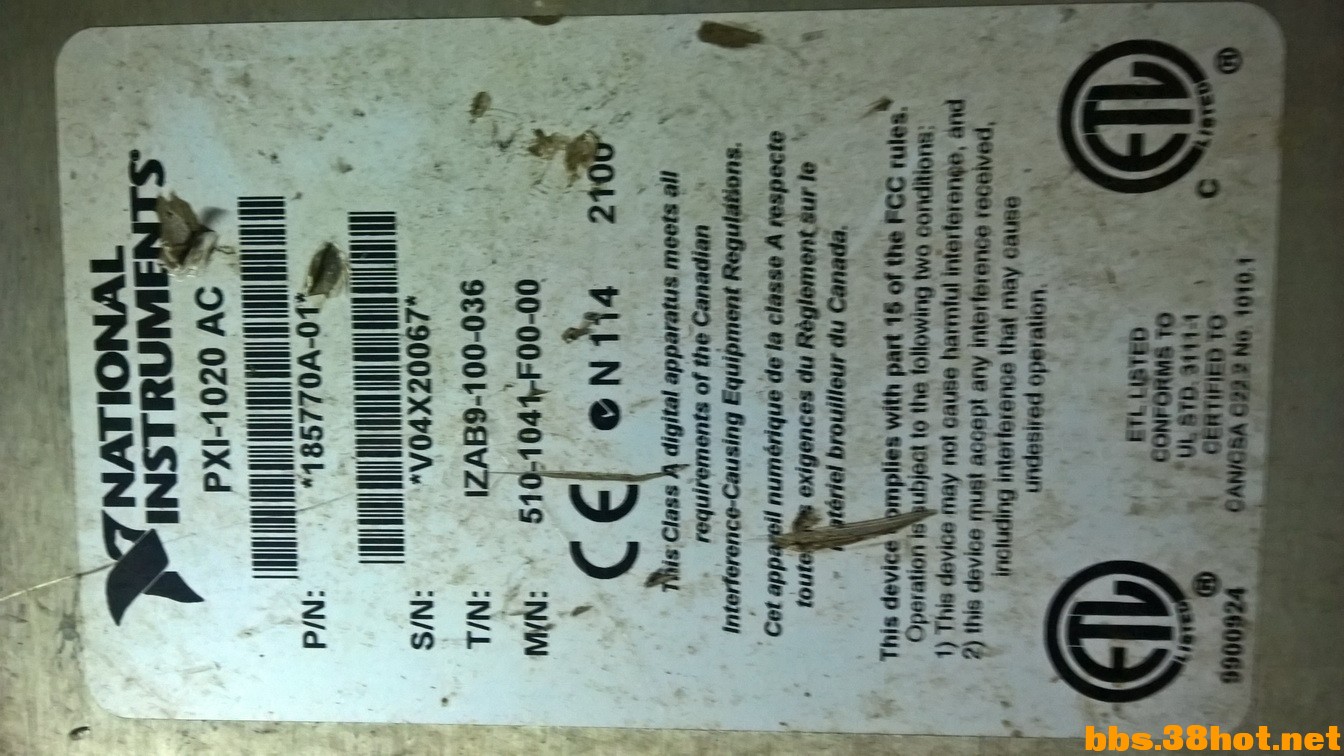 NATIONAL
INSTRUMENTS®
PXI-1020 AC
P/N: *185770A-01*
S/N: *V04X20067*
T/N: IZAB9-100-036
M/N: 510-1041-F00-00
CE N114 2100
This Class A digital apparatus meets all
requirements of the Canadian
Interference-Causing Equipment Regulations.
Cet appareil numérique de la classe A respecte
exigences du Règlement sur le
brouilleur du Canada.
This device complies with part 15 of the FCC rules.
Operation is subject to the following two conditions:
1) This device may not cause harmful interference, and
2) this device must accept any interference received,
including interference that may cause
undesired operation.
ETL LISTED
CONFORMS TO
UL STD. 3111-1
CERTIFIED TO
CAN/CSA C22.2 No. 1010.1
ETL
LISTED
®
9900924
C
ETL
LISTED
®
bbs.38hot.net